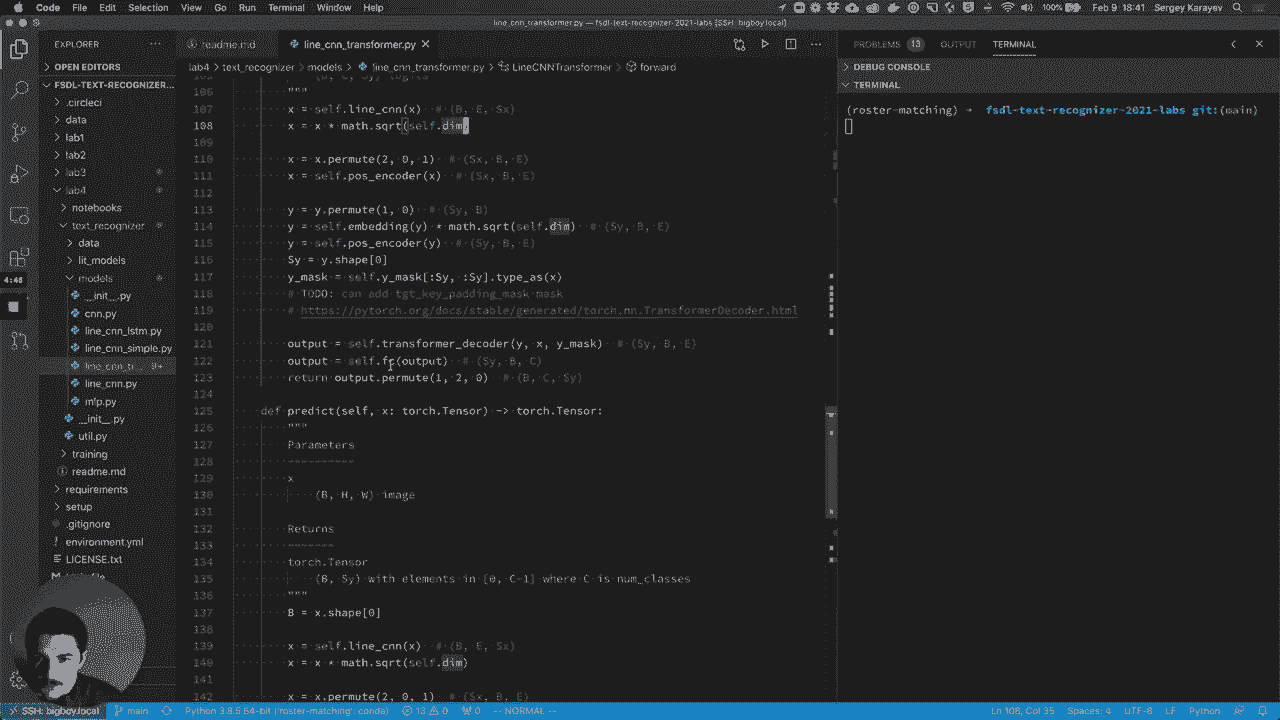 Code File Edit Selection View Go Run Terminal Window Help
100% Feb 9 18:41 Sergey Karayev
line_cnn_transformer.py — fsdl-text-recognizer-2021-labs [SSH: bigboy.local]
EXPLORER
OPEN EDITORS
FSDL-TEXT-RECOGNIZER...
.circleci
data
lab1
lab2
lab3
lab4
notebooks
text_recognizer
data
lit_models
models
__init__.py
cnn.py
line_cnn_lstm.py
line_cnn_simple.py
line_cnn_tr... 9+
line_cnn.py
mlp.py
__init__.py
util.py
training
readme.md
requirements
setup
.gitignore
environment.yml
LICENSE.txt
4:46
readme.md line_cnn_transformer.py
lab4 > text_recognizer > models > line_cnn_transformer.py > LineCNNTransformer > forward
106 """
107 x = self.line_cnn(x) # (B, E, Sx)
108 x = x * math.sqrt(self.dim)
109
110 x = x.permute(2, 0, 1) # (Sx, B, E)
111 x = self.pos_encoder(x) # (Sx, B, E)
112
113 y = y.permute(1, 0) # (Sy, B)
114 y = self.embedding(y) * math.sqrt(self.dim) # (Sy, B, E)
115 y = self.pos_encoder(y) # (Sy, B, E)
116 Sy = y.shape[0]
117 y_mask = self.y_mask[:Sy, :Sy].type_as(x)
118 # TODO: can add tgt_key_padding_mask mask
119 # https://pytorch.org/docs/stable/generated/torch.nn.TransformerDecoder.html
120
121 output = self.transformer_decoder(y, x, y_mask) # (Sy, B, E)
122 output = self.fc(output) # (Sy, B, C)
123 return output.permute(1, 2, 0) # (B, C, Sy)
124
125 def predict(self, x: torch.Tensor) -> torch.Tensor:
126 """
127 Parameters
128 ----------
129 x
130 (B, H, W) image
131
132 Returns
133 -------
134 torch.Tensor
135 (B, Sy) with elements in [0, C-1] where C is num_classes
136 """
137 B = x.shape[0]
138
139 x = self.line_cnn(x) # (B, E, Sx)
140 x = x * math.sqrt(self.dim)
141
142 x = x.permute(2, 0, 1) # (Sx, B, E)
PROBLEMS 13 OUTPUT TERMINAL
DEBUG CONSOLE
TERMINAL
(roster-matching) → fsdl-text-recognizer-2021-labs git:(main)
SSH: bigboy.local main Python 3.8.5 64-bit ('roster-matching': conda) 13 0 0 -- NORMAL -- Ln 108, Col 35 Spaces: 4 UTF-8 LF Python